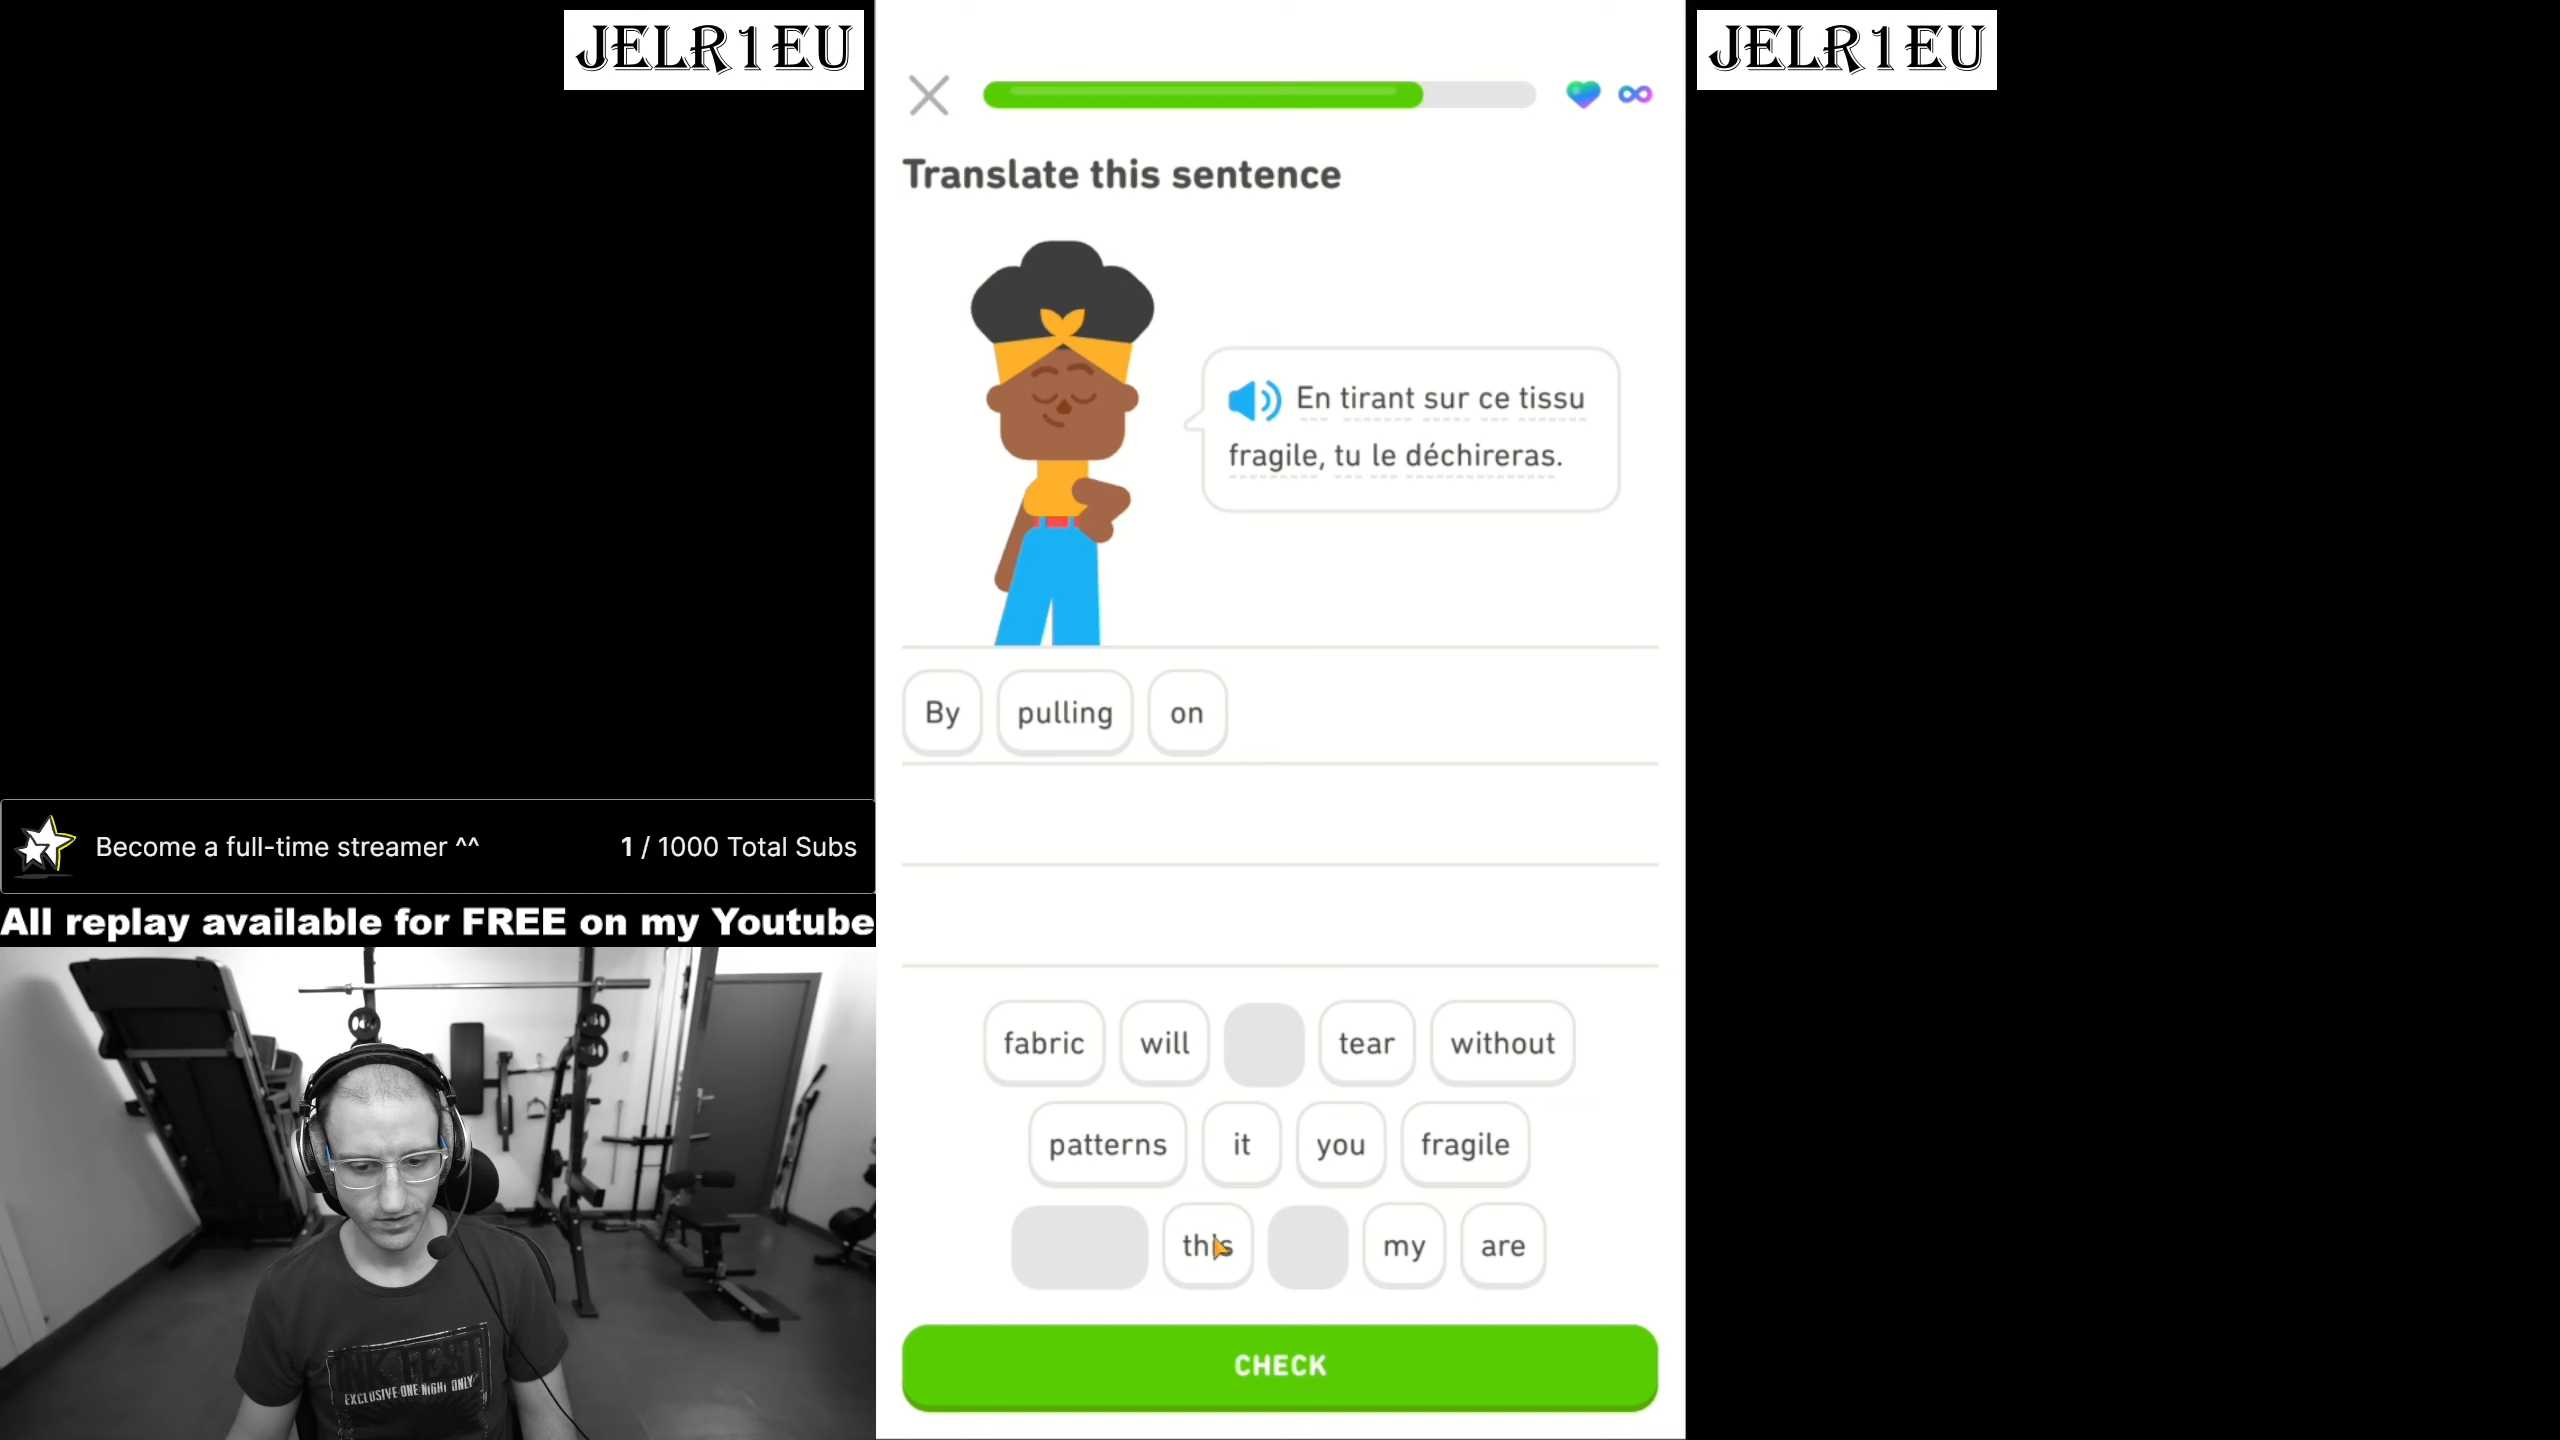 JELR1EU
JELR1EU
Translate this sentence
En tirant sur ce tissu
fragile, tu le déchireras.
By pulling on
Become a full-time streamer ^^ 1 / 1000 Total Subs
All replay available for FREE on my Youtube
fabric will tear without
patterns it you fragile
this my are
CHECK
EXCLUSIVE ONE NIGHT ONLY